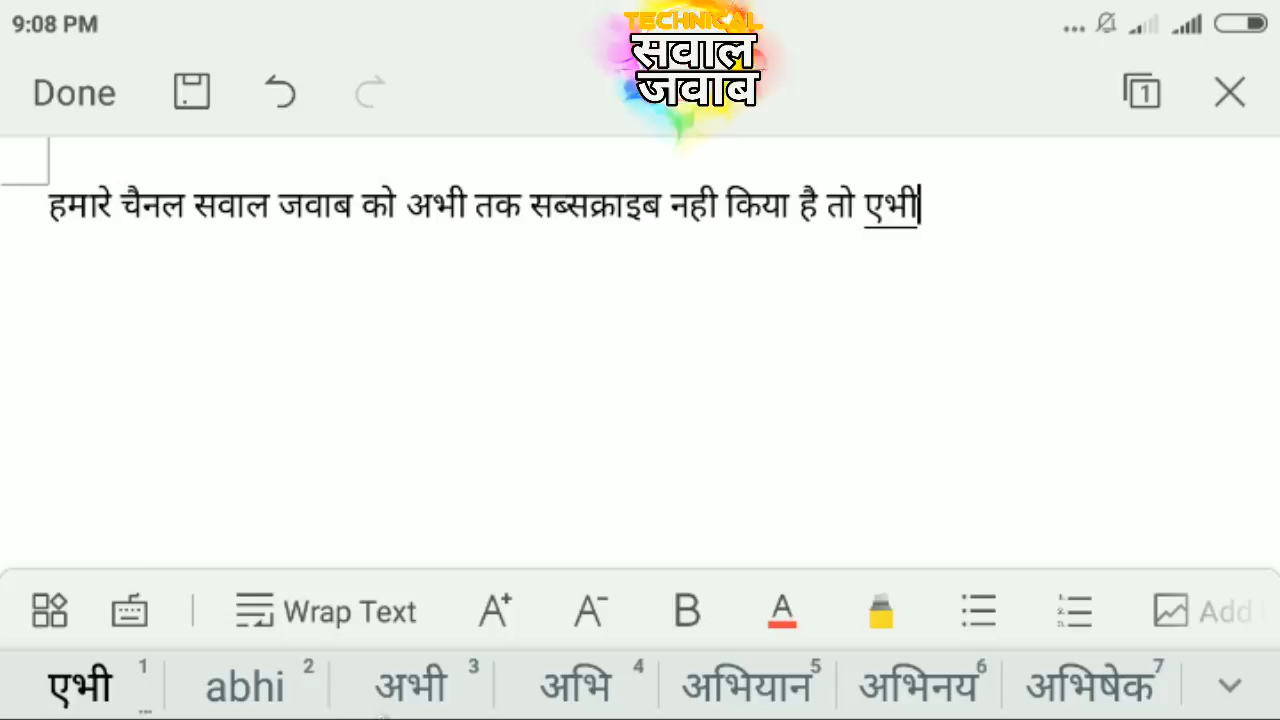 9:08 PM
TECHNICAL
सवाल
जवाब
Done
1
हमारे चैनल सवाल जवाब को अभी तक सब्सक्राइब नही किया है तो एभी
Wrap Text A+ A- B A Add
एभी 1 abhi 2 अभी 3 अभि 4 अभियान 5 अभिनय 6 अभिषेक 7